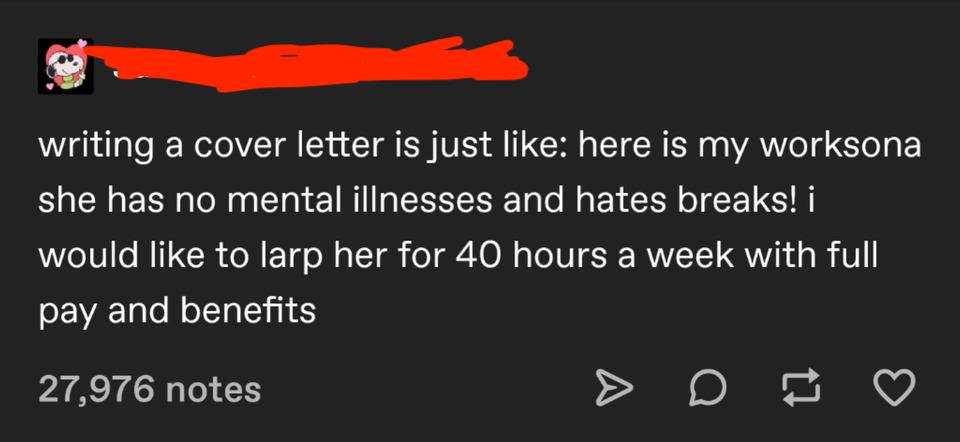 writing a cover letter is just like: here is my worksona
she has no mental illnesses and hates breaks! i
would like to larp her for 40 hours a week with full
pay and benefits
27,976 notes